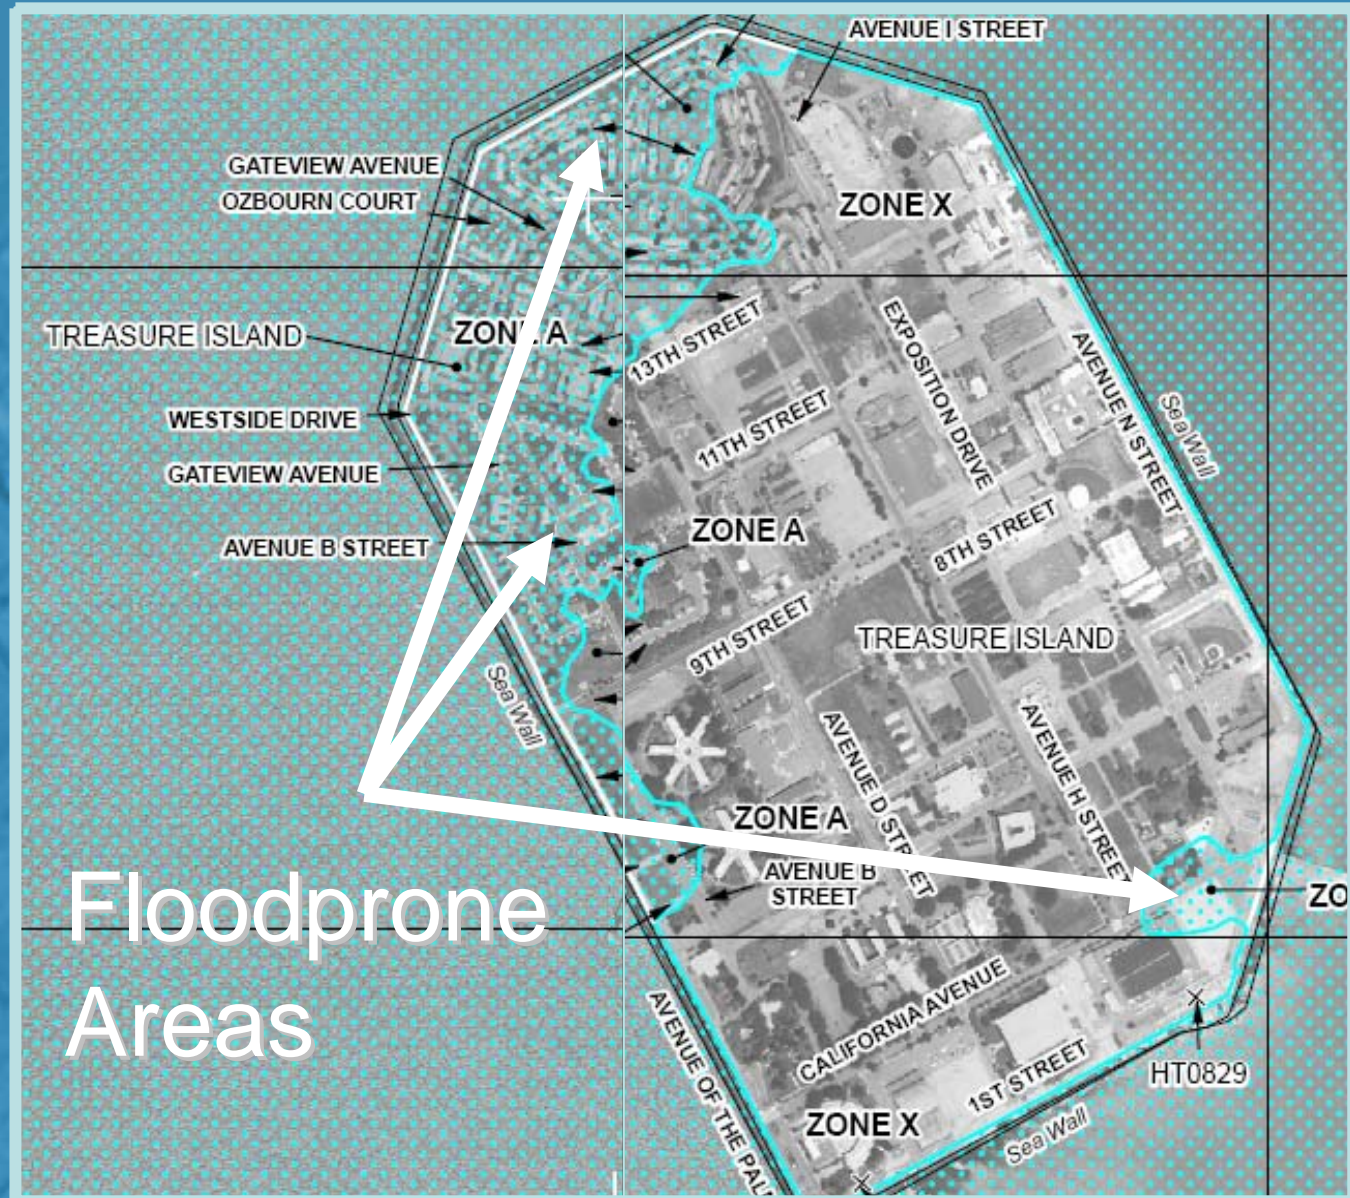 AVENUE I STREET
GATEVIEW AVENUE
OZBOURN COURT
ZONE X
TREASURE ISLAND
ZONE A
13TH STREET
EXPOSITION DRIVE
AVENUE N STREET
Sea Wall
WESTSIDE DRIVE
11TH STREET
GATEVIEW AVENUE
AVENUE B STREET
ZONE A
8TH STREET
9TH STREET
TREASURE ISLAND
Sea Wall
AVENUE D STREET
AVENUE H STREET
ZONE A
AVENUE B
STREET
ZO
Floodprone
Areas
CALIFORNIA AVENUE
AVENUE OF THE PAL
1ST STREET
HT0829
ZONE X
Sea Wall